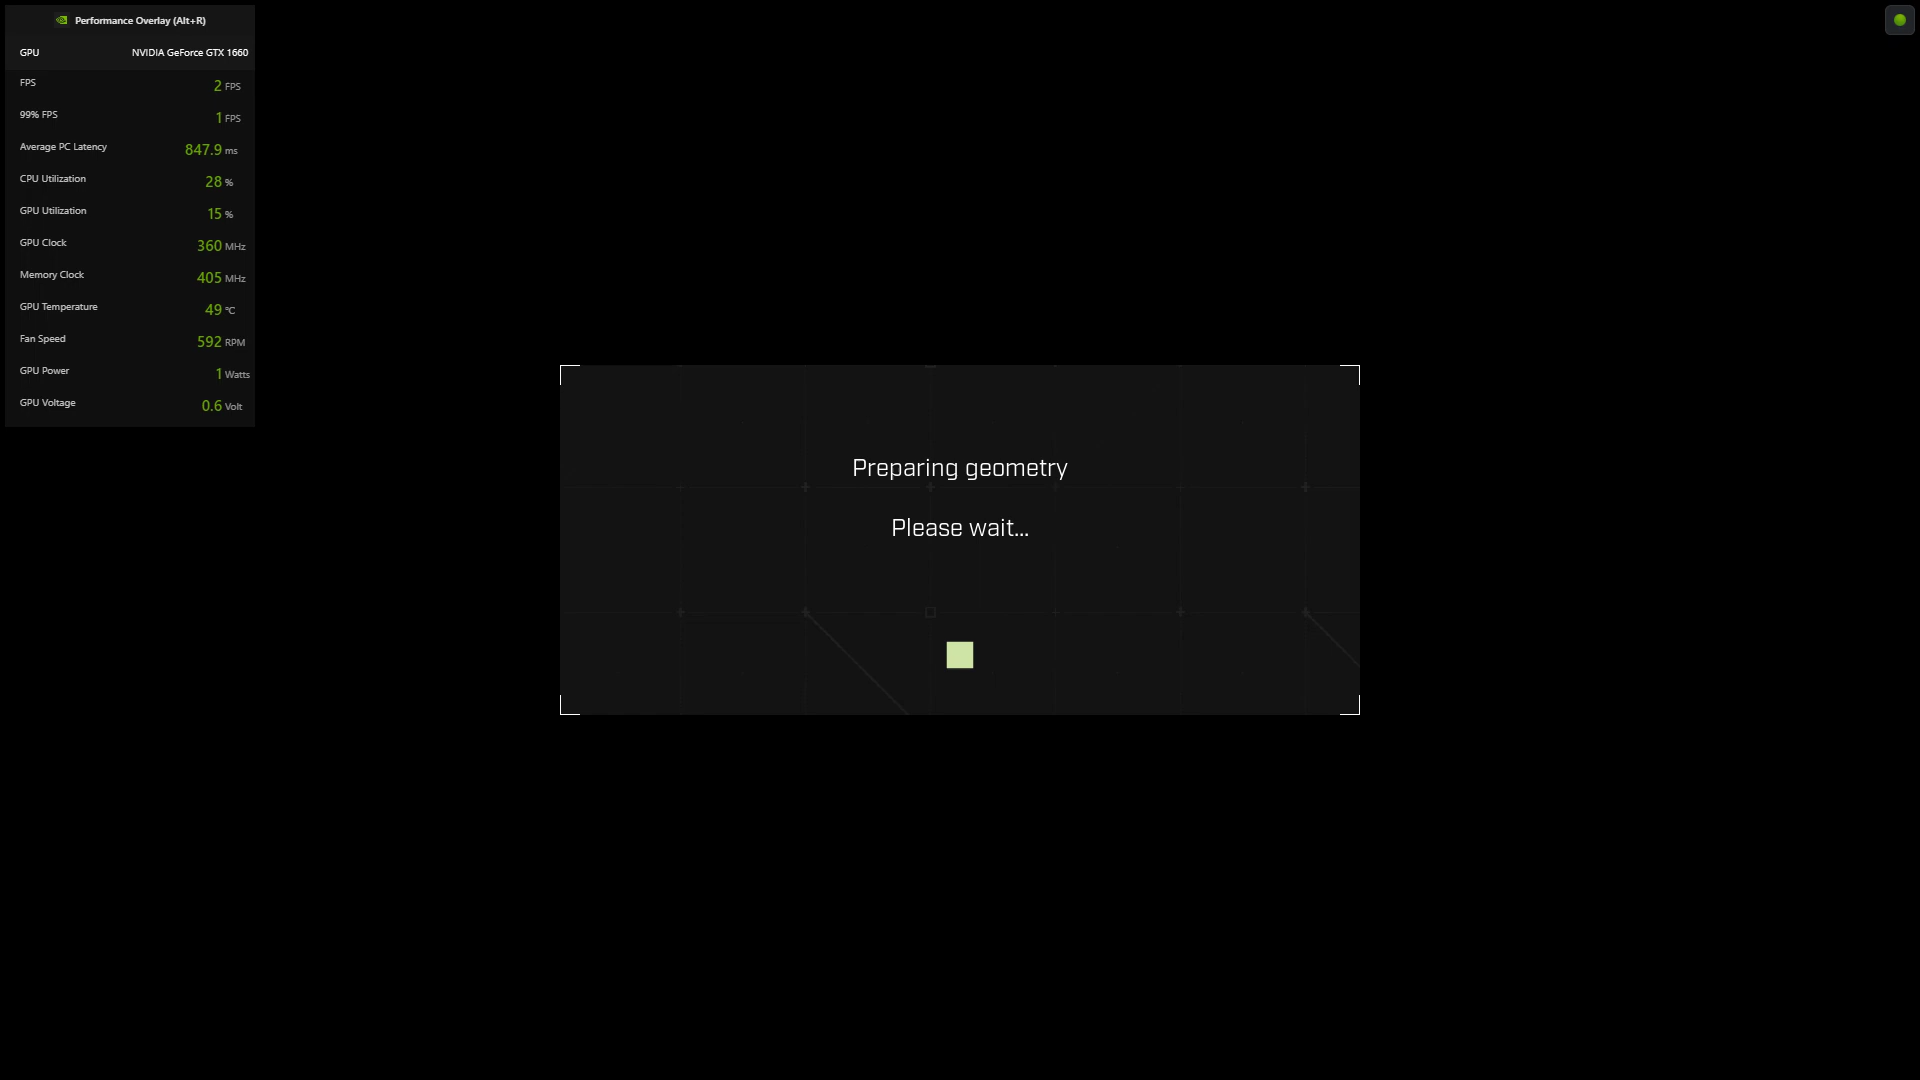 Performance Overlay (Alt+R)
GPU NVIDIA GeForce GTX 1660
FPS 2 FPS
99% FPS 1 FPS
Average PC Latency 847.9 ms
CPU Utilization 28 %
GPU Utilization 15 %
GPU Clock 360 MHz
Memory Clock 405 MHz
GPU Temperature 49 °C
Fan Speed 592 RPM
GPU Power 1 Watts
GPU Voltage 0.6 Volt
Preparing geometry
Please wait...